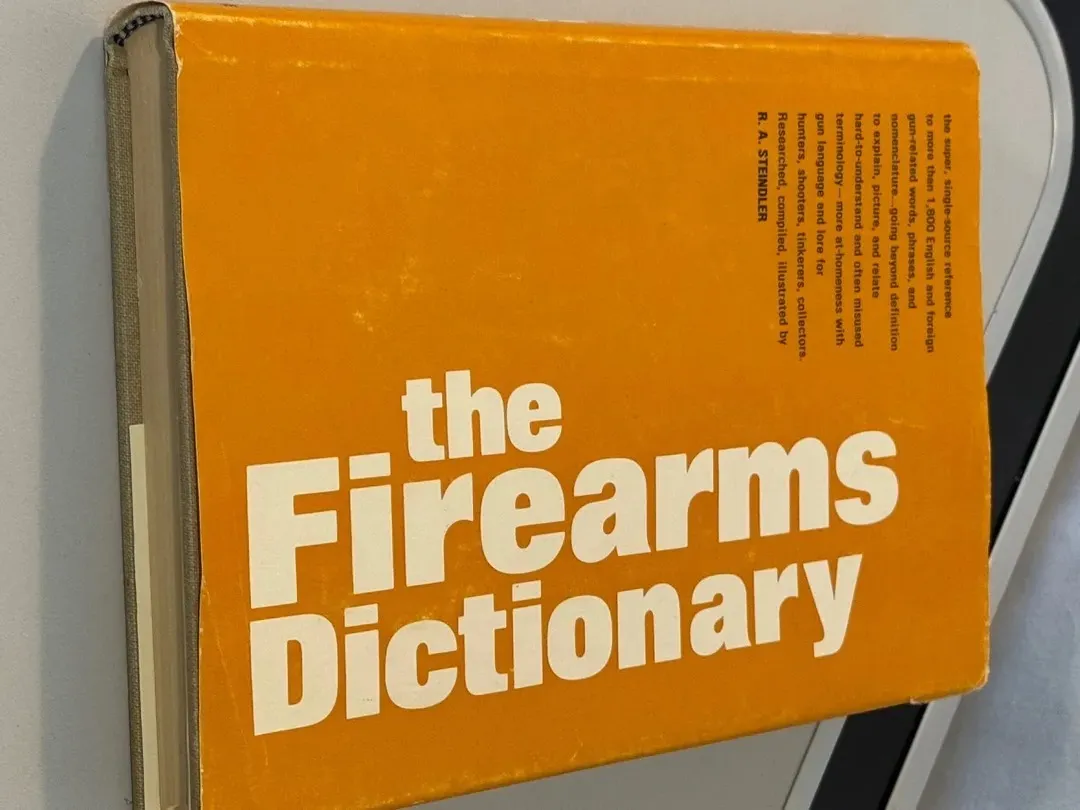 the super, single-source reference
to more than 1,800 English and foreign
gun-related words, phrases, and
nomenclature...going beyond definition
to explain, picture, and relate
hard-to-understand and often misused
terminology—more at-homeness with
gun language and lore for
hunters, shooters, tinkerers, collectors.
Researched, compiled, illustrated by
R. A. STEINDLER
the
Firearms
Dictionary